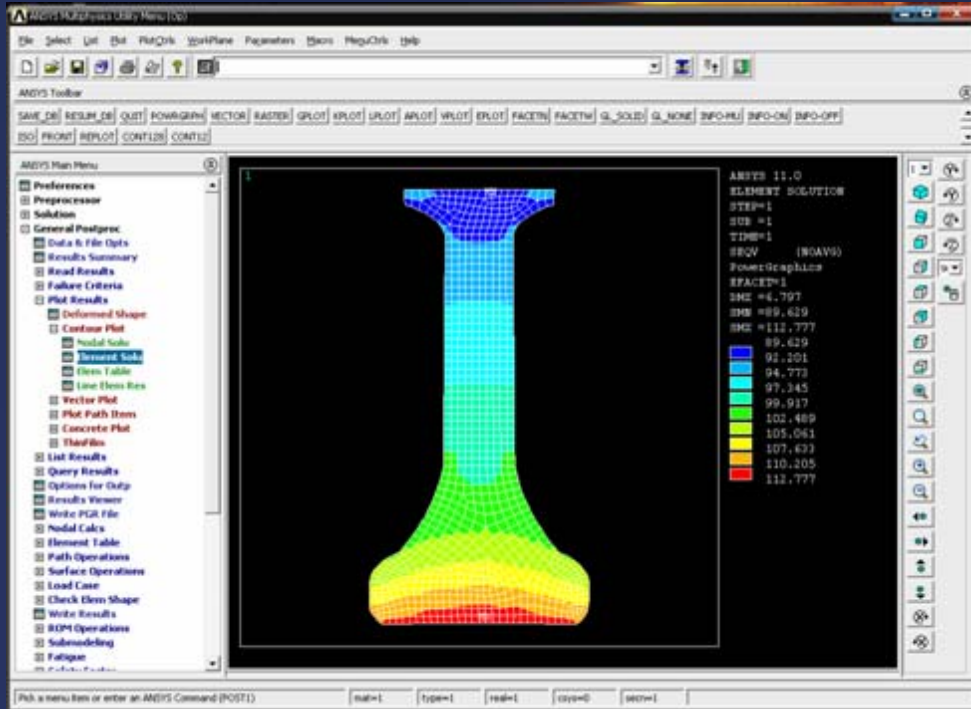 ANSYS Multiphysics Utility Menu (Op)
File Select List Plot PlotCtrls WorkPlane Parameters Macro MenuCtrls Help
ANSYS Toolbar
SAVE_DB RESUM_DB QUIT POWRGRPH VECTOR RASTER GPLOT KPLOT LPLOT APLOT VPLOT EPLOT FACETN FACETW GL_SOLID GL_NONE INFO-MU INFO-ON INFO-OFF
ISO FRONT REPLOT CONT128 CONT12
ANSYS Main Menu
Preferences
Preprocessor
Solution
General Postproc
Data & File Opts
Results Summary
Read Results
Failure Criteria
Plot Results
Deformed Shape
Contour Plot
Nodal Solu
Element Solu
Elem Table
Line Elem Res
Vector Plot
Plot Path Item
Concrete Plot
ThinFilm
List Results
Query Results
Options for Outp
Results Viewer
Write PGR File
Nodal Calcs
Element Table
Path Operations
Surface Operations
Load Case
Check Elem Shape
Write Results
ROM Operations
Submodeling
Fatigue
Safety Factor
1
MX
ANSYS 11.0
ELEMENT SOLUTION
STEP=1
SUB =1
TIME=1
SEQV (NOAVG)
PowerGraphics
EFACET=1
DMX =6.797
SMN =89.629
SMX =112.777
89.629
92.201
94.773
97.345
99.917
102.489
105.061
107.633
110.205
112.777
1
Pick a menu item or enter an ANSYS Command (POST1)
mat=1
type=1
real=1
csys=0
secn=1